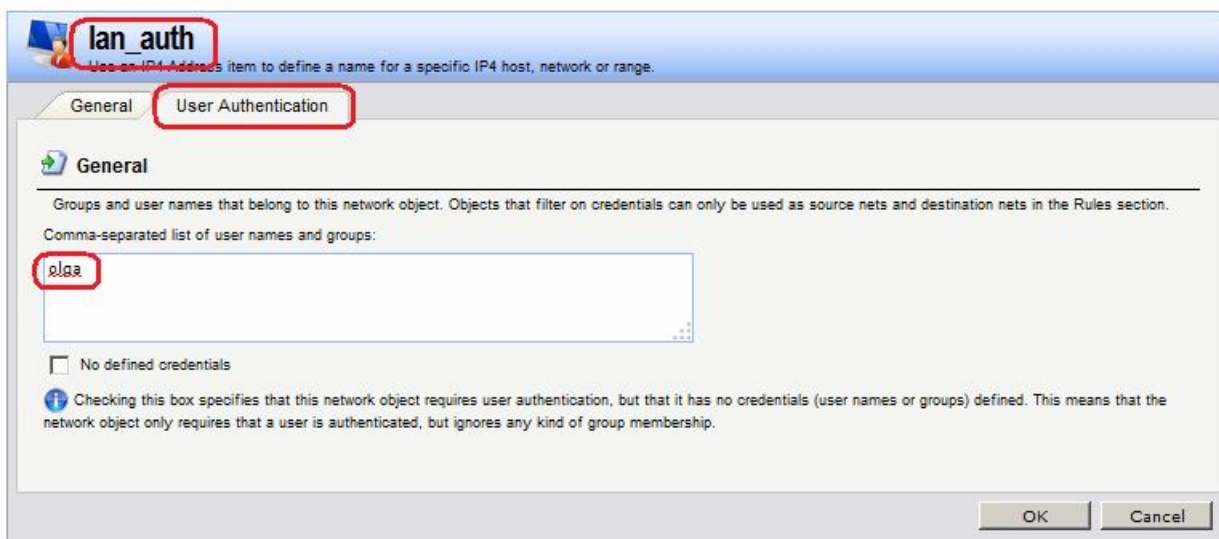 lan_auth
Use an IP4 Address item to define a name for a specific IP4 host, network or range.
General
User Authentication
General
Groups and user names that belong to this network object. Objects that filter on credentials can only be used as source nets and destination nets in the Rules section.
Comma-separated list of user names and groups:
olga
No defined credentials
Checking this box specifies that this network object requires user authentication, but that it has no credentials (user names or groups) defined. This means that the
network object only requires that a user is authenticated, but ignores any kind of group membership.
OK
Cancel